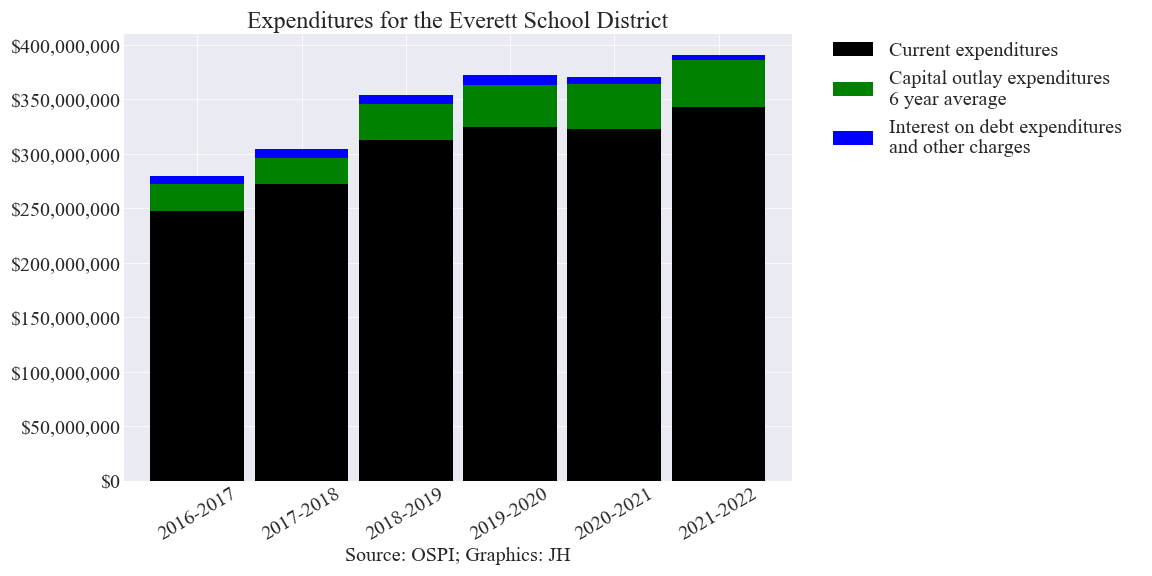 Expenditures for the Everett School District
$400,000,000
$350,000,000
$300,000,000
$250,000,000
$200,000,000
$150,000,000
$100,000,000
$50,000,000
$0
2016-2017
2017-2018
2018-2019
2019-2020
2020-2021
2021-2022
Source: OSPI; Graphics: JH
Current expenditures
Capital outlay expenditures
6 year average
Interest on debt expenditures
and other charges